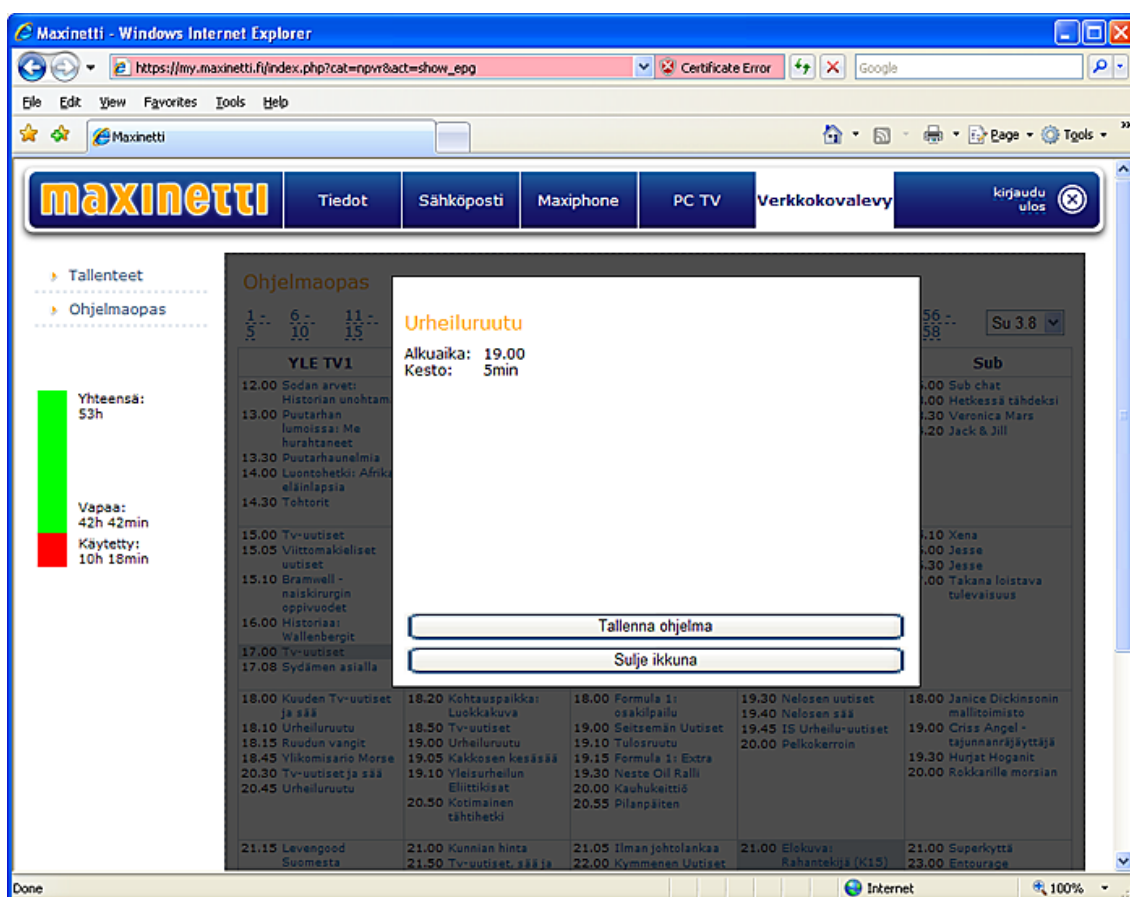 Maxinetti - Windows Internet Explorer
https://my.maxinetti.fi/index.php?cat=npvr&act=show_epg
Certificate Error
Google
File Edit View Favorites Tools Help
Maxinetti
Page Tools
maxinetti
Tiedot
Sähköposti
Maxiphone
PC TV
Verkkokovalevy
kirjaudu
ulos
Tallenteet
Ohjelmaopas
Yhteensä:
53h
Vapaa:
42h 42min
Käytetty:
10h 18min
Ohjelmaopas
1 -
5
6 -
10
11 -
15
56 -
58
Su 3.8
YLE TV1
12.00 Sodan arvet:
Historian unohtam
13.00 Puutarhan
lumoissa: Me
hurahtaneet
13.30 Puutarhaunelmia
14.00 Luontohetki: Afrika
eläinlapsia
14.30 Tohtorit
15.00 Tv-uutiset
15.05 Viittomakieliset
uutiset
15.10 Bramwell -
naiskirurgin
oppivuodet
16.00 Historiaa:
Wallenbergit
17.00 Tv-uutiset
17.08 Sydämen asialla
Urheiluruutu
Alkuaika: 19.00
Kesto: 5min
Tallenna ohjelma
Sulje ikkuna
Sub
.00 Sub chat
.00 Hetkessä tähdeksi
.30 Veronica Mars
.20 Jack & Jill
.10 Xena
.00 Jesse
.30 Jesse
.00 Takana loistava
tulevaisuus
18.00 Kuuden Tv-uutiset
ja sää
18.10 Urheiluruutu
18.15 Ruudun vangit
18.45 Ylikomisario Morse
20.30 Tv-uutiset ja sää
20.45 Urheiluruutu
18.20 Kohtauspaikka:
Luokkakuva
18.50 Tv-uutiset
19.00 Urheiluruutu
19.05 Kakkosen kesäsää
19.10 Yleisurheilun
Eliittikisat
20.50 Kotimainen
tähtihetki
18.00 Formula 1:
osakilpailu
19.00 Seitsemän Uutiset
19.10 Tulosruutu
19.15 Formula 1: Extra
19.30 Neste Oil Ralli
20.00 Kauhukeittiö
20.55 Pilanpäiten
19.30 Nelosen uutiset
19.40 Nelosen sää
19.45 IS Urheilu-uutiset
20.00 Pelkokerroin
18.00 Janice Dickinsonin
mallitoimisto
19.00 Criss Angel -
tajunnanräjäyttäjä
19.30 Hurjat Hoganit
20.00 Rokkarille morsian
21.15 Levengood
Suomesta
21.00 Kunnian hinta
21.50 Tv-uutiset, sää ja
21.05 Ilman johtolankaa
22.00 Kymmenen Uutiset
21.00 Elokuva:
Rahantekijä (K15)
21.00 Superkyttä
23.00 Entourage
Done
Internet
100%